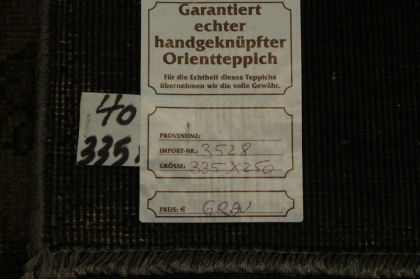 Garantiert
echter
handgeknüpfter
Orientteppich
Für die Echtheit dieses Teppichs
übernehmen wir die volle Gewähr.
40
335
PROVENIENZ:
IMPORT-NR.: 3528
GRÖSSE: 335 X 250
PREIS: € GRAU